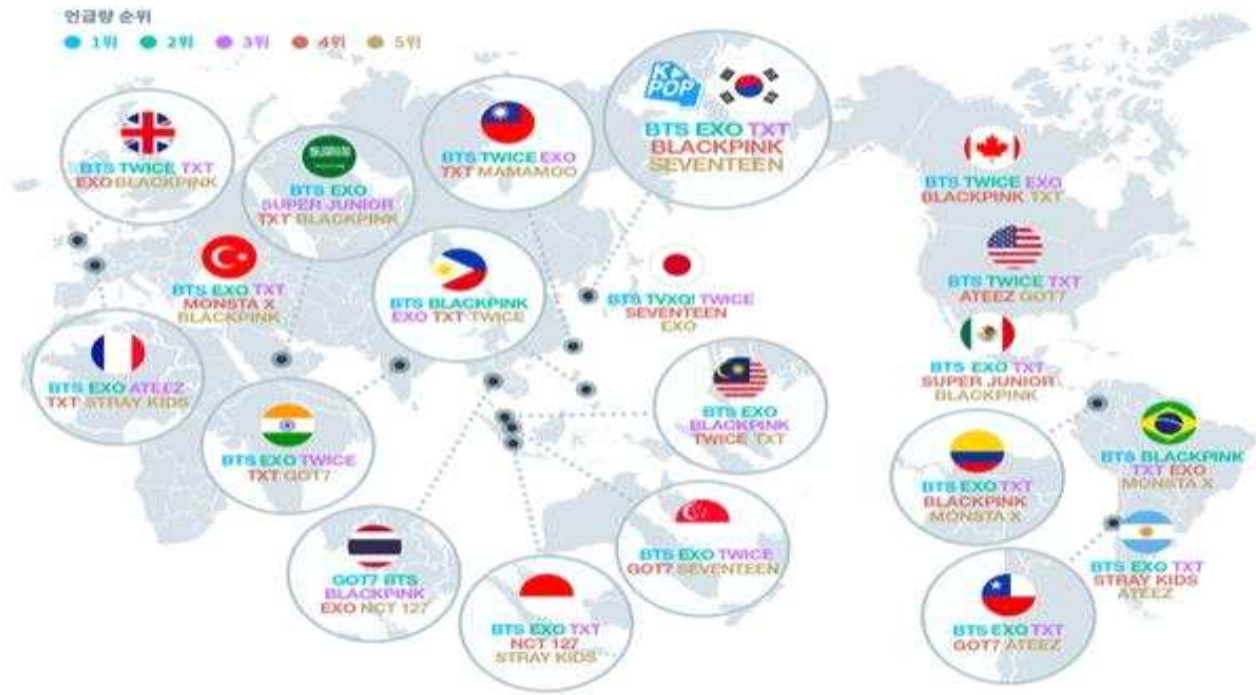 언급량 순위
1위 2위 3위 4위 5위
K POP
BTS EXO TXT
BLACKPINK
SEVENTEEN
BTS TWICE TXT
EXO BLACKPINK
BTS EXO
SUPER JUNIOR
TXT BLACKPINK
BTS TWICE EXO
TXT MAMAMOO
BTS TWICE EXO
BLACKPINK TXT
BTS EXO TXT
MONSTA X
BLACKPINK
BTS BLACKPINK
EXO TXT TWICE
BTS TVXQ! TWICE
SEVENTEEN
EXO
BTS TWICE TXT
ATEEZ GOT7
BTS EXO ATEEZ
TXT STRAY KIDS
BTS EXO TXT
SUPER JUNIOR
BLACKPINK
BTS EXO TWICE
TXT GOT7
BTS EXO
BLACKPINK
TWICE TXT
BTS EXO TXT
BLACKPINK
MONSTA X
BTS BLACKPINK
TXT EXO
MONSTA X
GOT7 BTS
BLACKPINK
EXO NCT 127
BTS EXO TXT
NCT 127
STRAY KIDS
BTS EXO TWICE
GOT7 SEVENTEEN
BTS EXO TXT
STRAY KIDS
ATEEZ
BTS EXO TXT
GOT7 ATEEZ